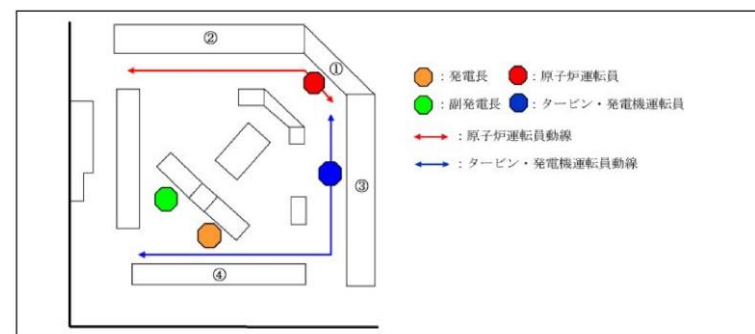 ②
①
③
④
：発電長
：原子炉運転員
：副発電長
：タービン・発電機運転員
：原子炉運転員動線
：タービン・発電機運転員動線